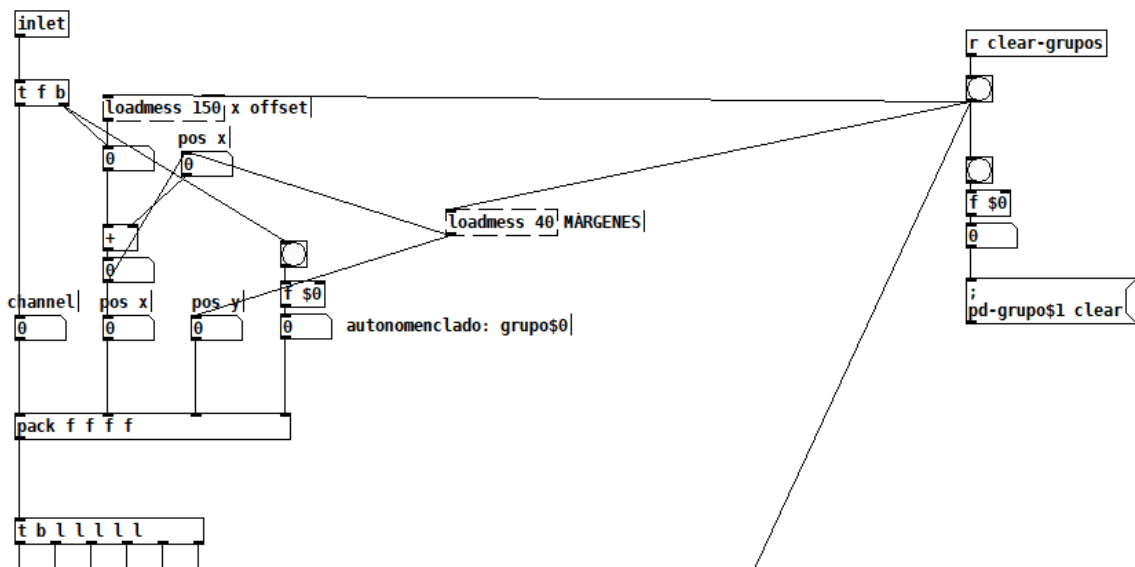 inlet
r clear-grupos
t f b
loadmess 150 x offset
pos x
0
0
loadmess 40 MÁRGENES
f $0
+
0
0
f $0
;
pd-grupo$1 clear
channel pos x pos y
0 0 0 0 autonomenclado: grupo$0
pack f f f f
t b l l l l l